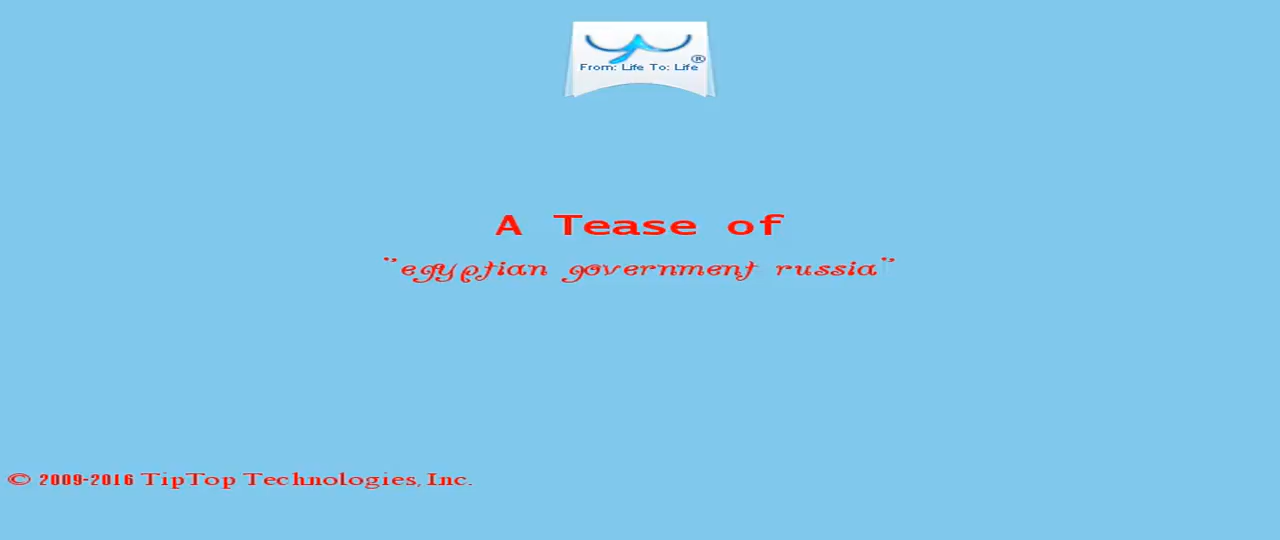 From: Life To: Life®
A Tease of
"egyptian government russia"
© 2009-2016 TipTop Technologies, Inc.